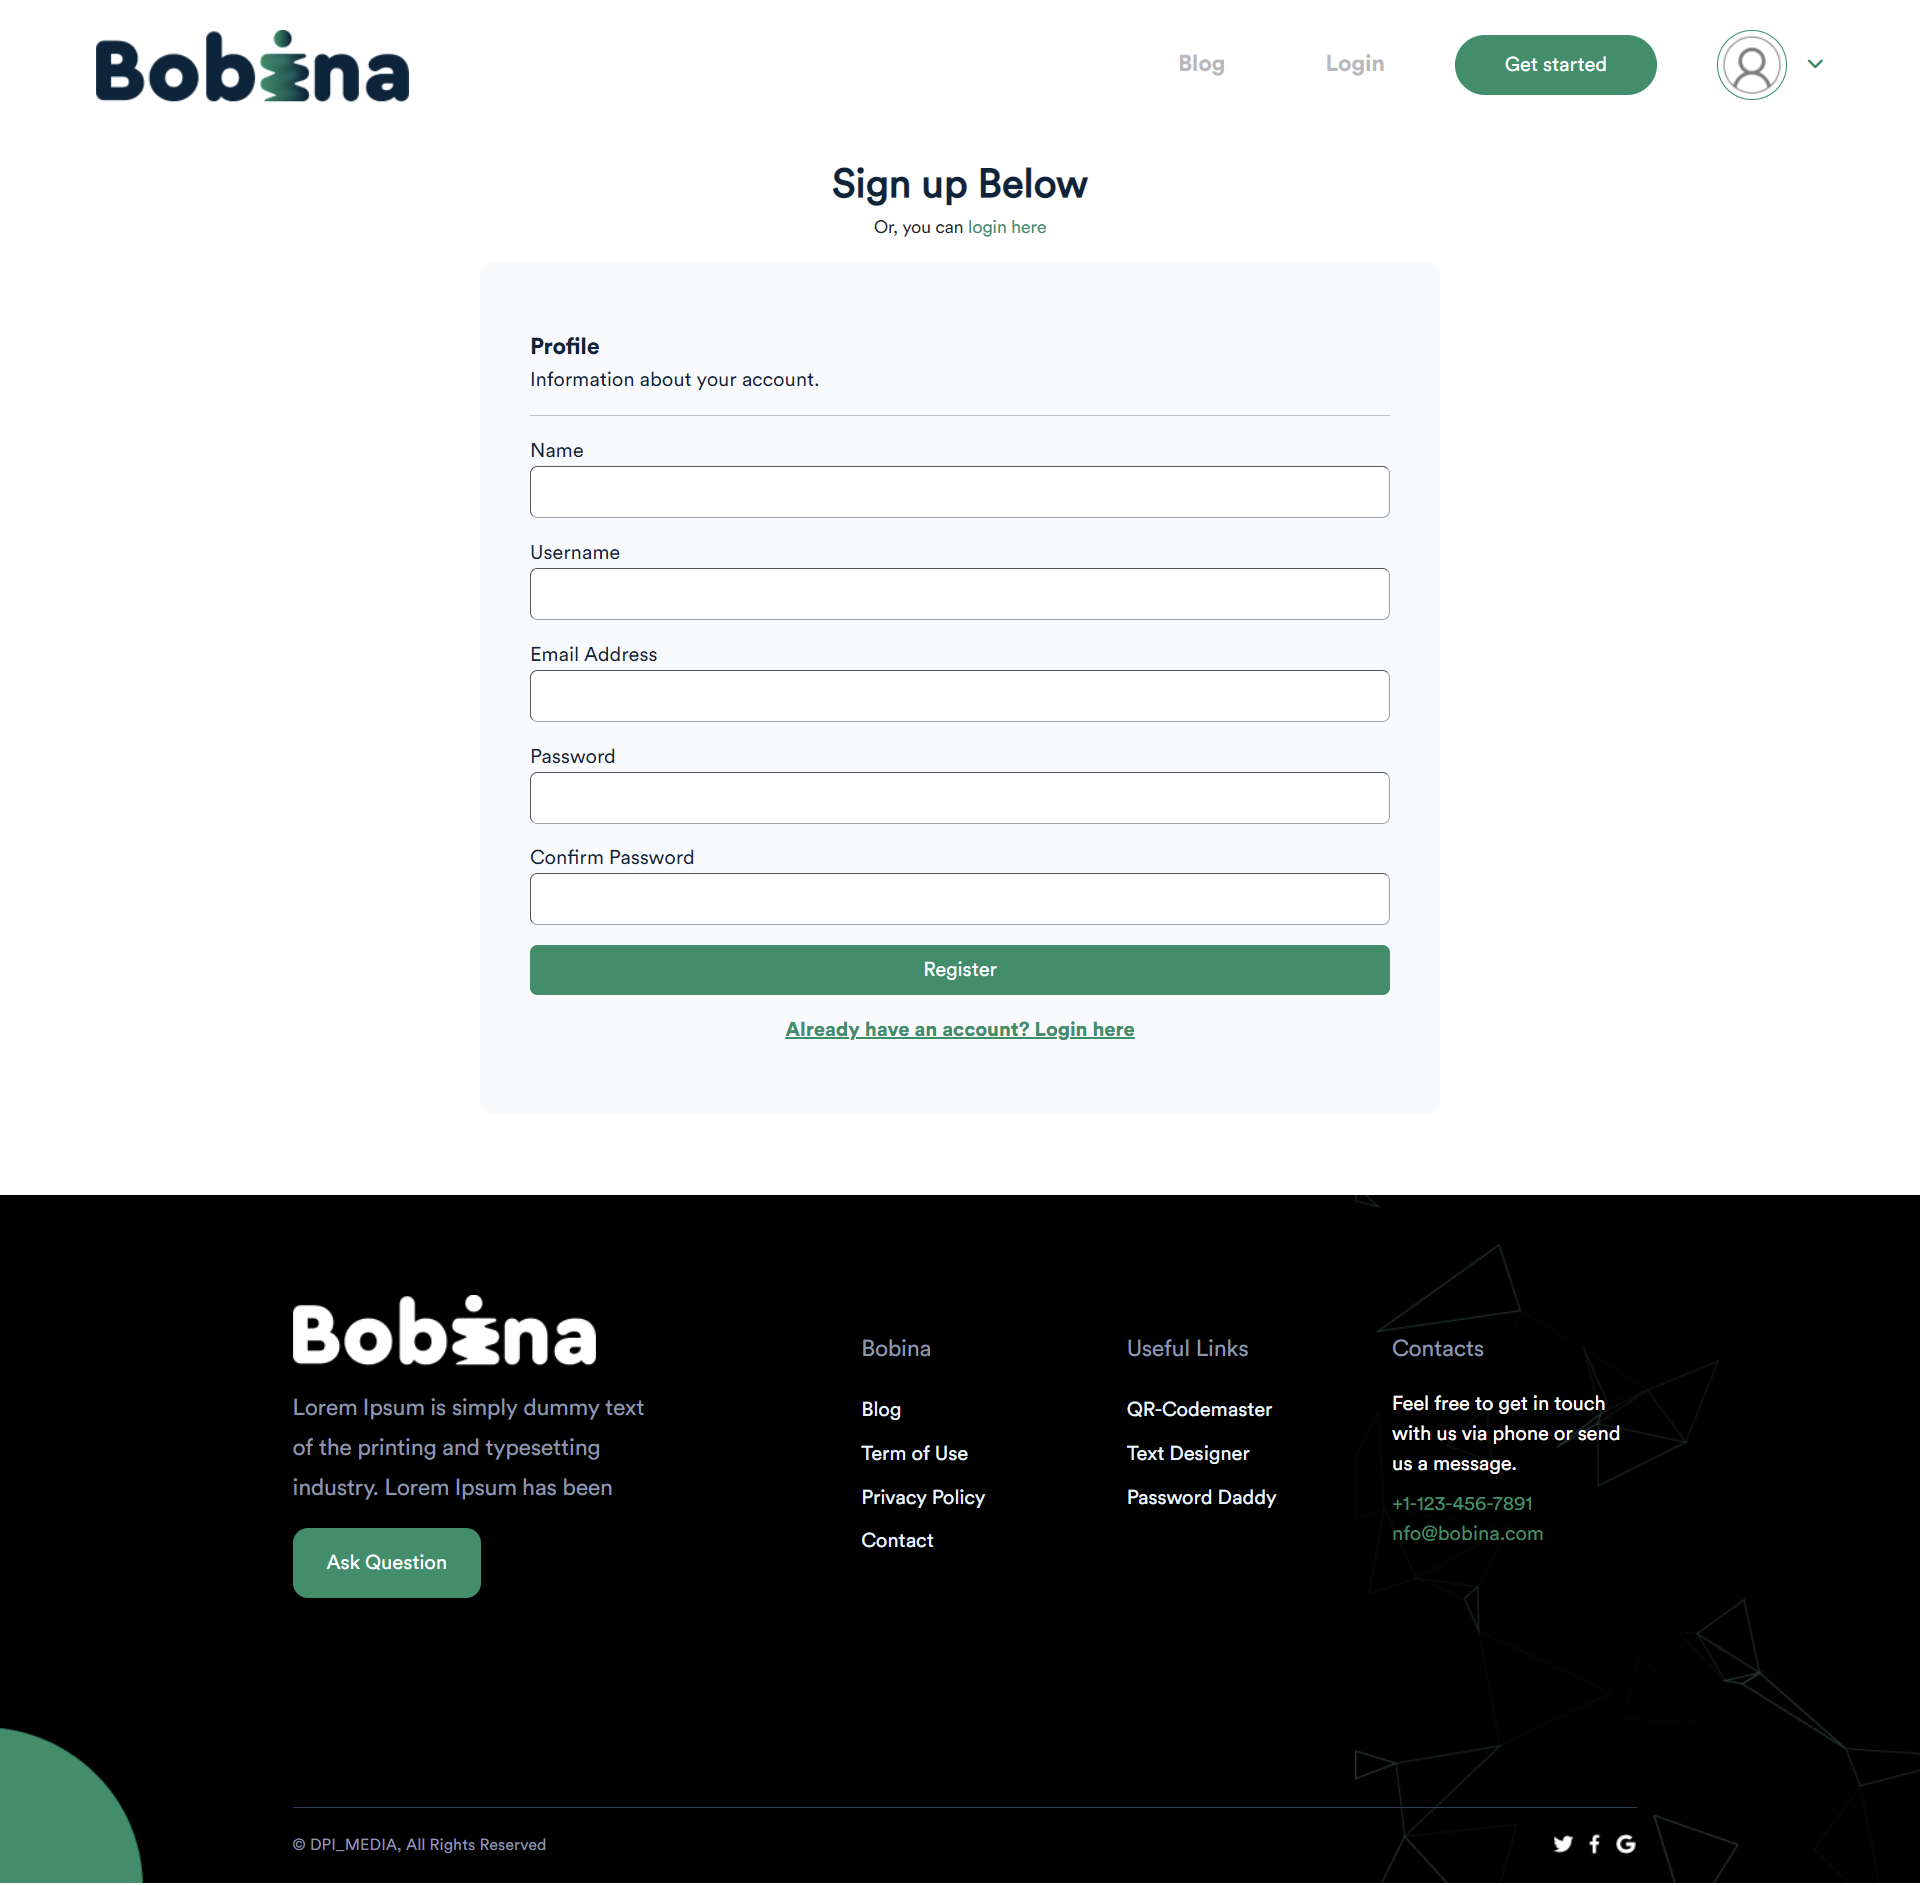 Bobina
Blog
Login
Get started
Sign up Below
Or, you can login here
Profile
Information about your account.
Name
Username
Email Address
Password
Confirm Password
Register
Already have an account? Login here
Bobina
Lorem Ipsum is simply dummy text
of the printing and typesetting
industry. Lorem Ipsum has been
Ask Question
Bobina
Blog
Term of Use
Privacy Policy
Contact
Useful Links
QR-Codemaster
Text Designer
Password Daddy
Contacts
Feel free to get in touch
with us via phone or send
us a message.
+1-123-456-7891
nfo@bobina.com
© DPI_MEDIA, All Rights Reserved